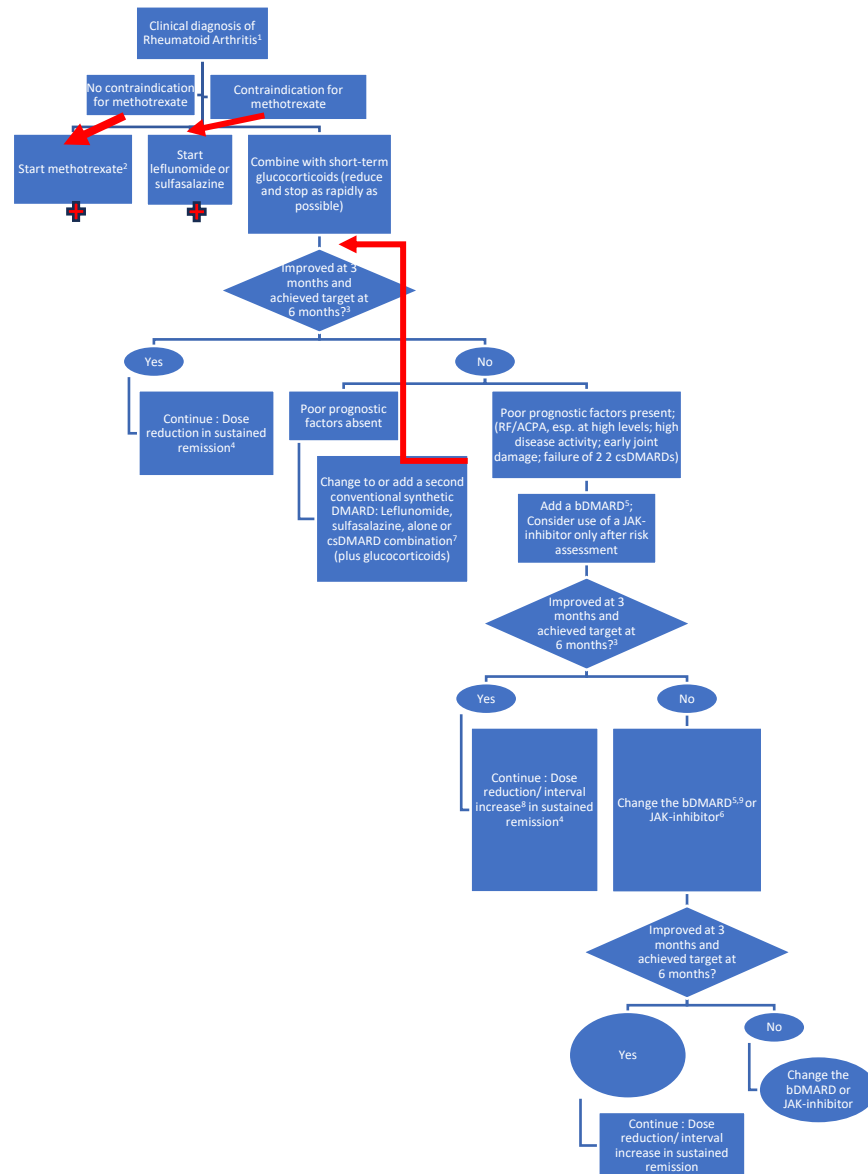 Clinical diagnosis of
Rheumatoid Arthritis¹
No contraindication
for methotrexate
Contraindication for
methotrexate
Start methotrexate²
Start
leflunomide or
sulfasalazine
Combine with short-term
glucocorticoids (reduce
and stop as rapidly as
possible)
Improved at 3
months and
achieved target at
6 months?³
Yes
No
Continue : Dose
reduction in sustained
remission⁴
Poor prognostic
factors absent
Poor prognostic factors present;
(RF/ACPA, esp. at high levels; high
disease activity; early joint
damage; failure of 2 2 csDMARDs)
Change to or add a second
conventional synthetic
DMARD: Leflunomide,
sulfasalazine, alone or
csDMARD combination⁷
(plus glucocorticoids)
Add a bDMARD⁵;
Consider use of a JAK-
inhibitor only after risk
assessment
Improved at 3
months and
achieved target at
6 months?³
Yes
No
Continue : Dose
reduction/ interval
increase⁸ in sustained
remission⁴
Change the bDMARD⁵,⁹ or
JAK-inhibitor⁶
Improved at 3
months and
achieved target at
6 months?
Yes
No
Change the
bDMARD or
JAK-inhibitor
Continue : Dose
reduction/ interval
increase in sustained
remission